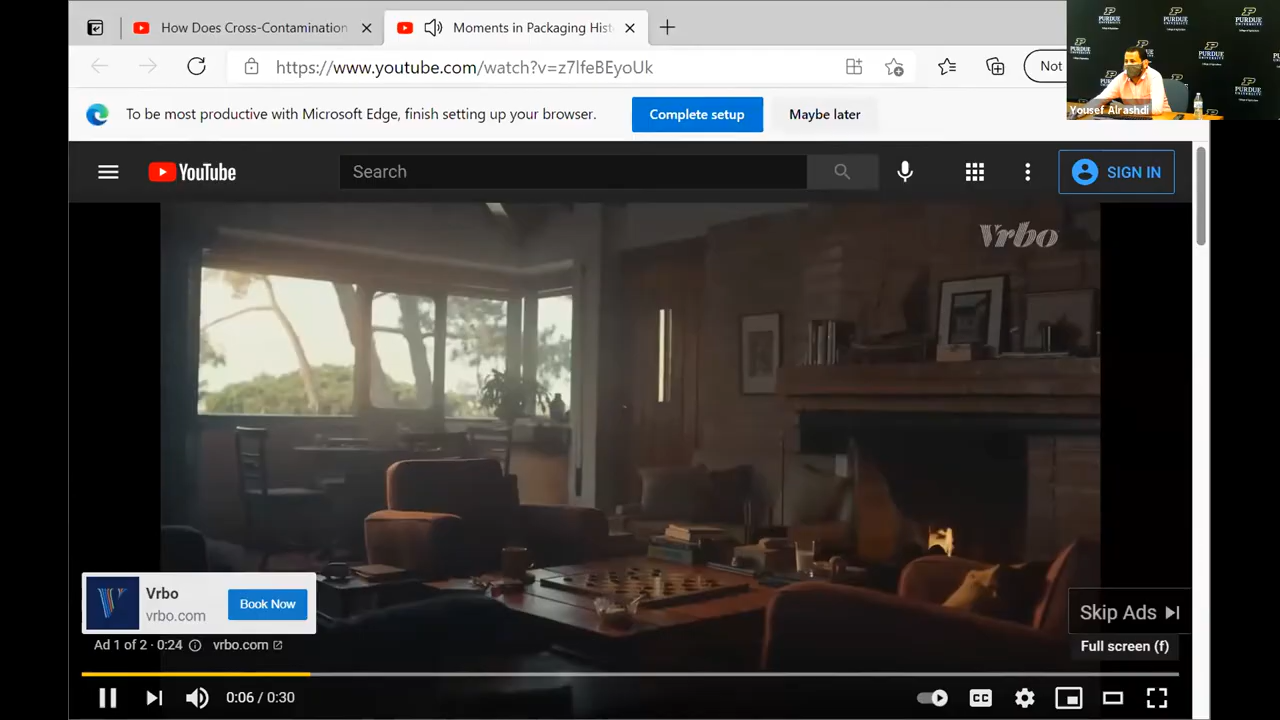 How Does Cross-Contamination
Moments in Packaging Hist
https://www.youtube.com/watch?v=z7lfeBEyoUk
Not
To be most productive with Microsoft Edge, finish setting up your browser.
Complete setup
Maybe later
PURDUE
UNIVERSITY
Yousef Alrashdi
YouTube
Search
SIGN IN
Vrbo
Vrbo
vrbo.com
Book Now
Skip Ads
Ad 1 of 2 · 0:24
vrbo.com
Full screen (f)
0:06 / 0:30
CC